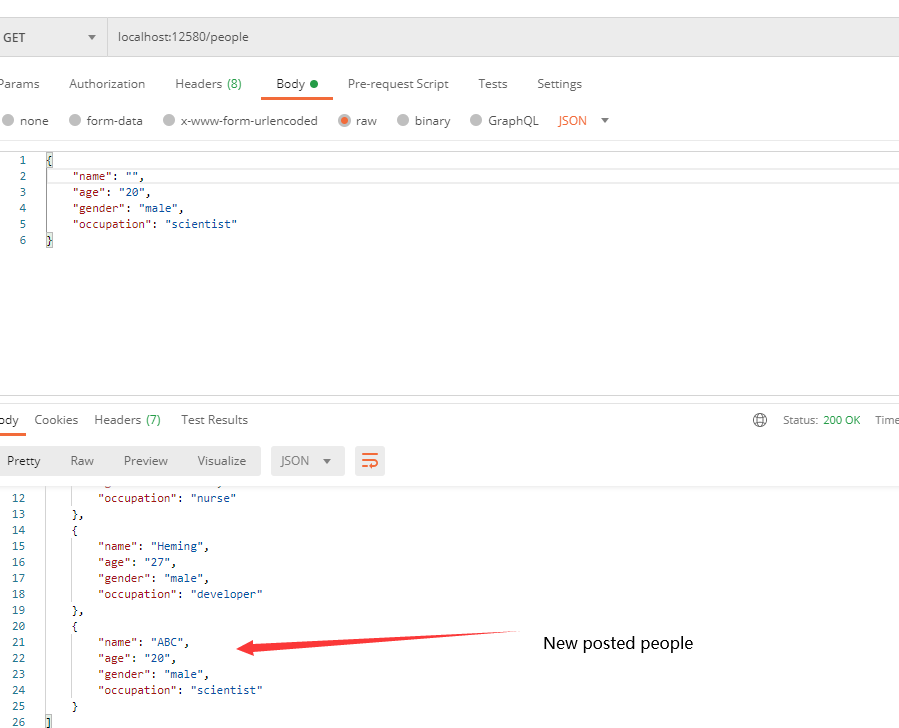 GET localhost:12580/people
Params Authorization Headers (8) Body Pre-request Script Tests Settings
none form-data x-www-form-urlencoded raw binary GraphQL JSON
1 {
2 "name": "",
3 "age": "20",
4 "gender": "male",
5 "occupation": "scientist"
6 }
ody Cookies Headers (7) Test Results Status: 200 OK Time
Pretty Raw Preview Visualize JSON
12 "occupation": "nurse"
13 },
14 {
15 "name": "Heming",
16 "age": "27",
17 "gender": "male",
18 "occupation": "developer"
19 },
20 {
21 "name": "ABC",
New posted people
22 "age": "20",
23 "gender": "male",
24 "occupation": "scientist"
25 }
26 ]